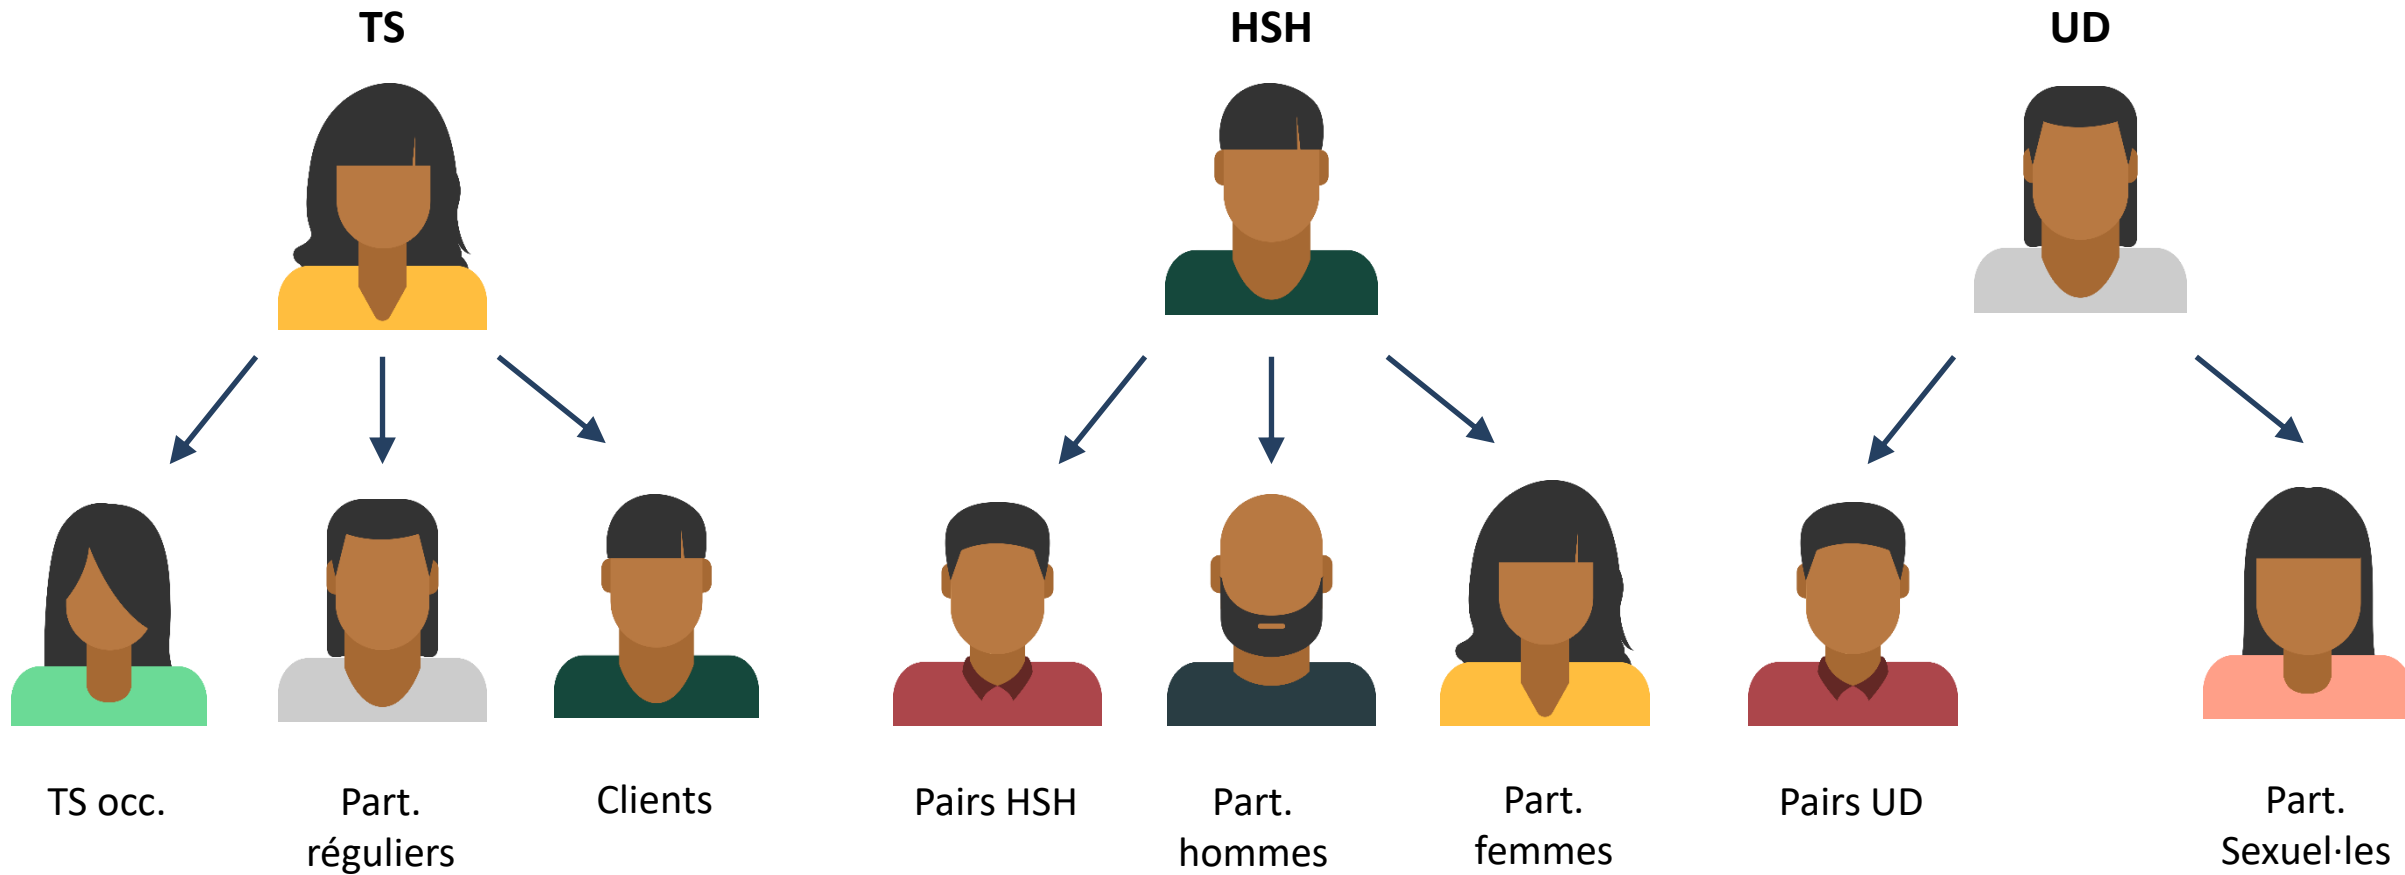 TS
HSH
UD
TS occ.
Part.
réguliers
Clients
Pairs HSH
Part.
hommes
Part.
femmes
Pairs UD
Part.
Sexuel·les